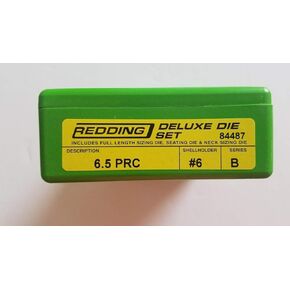 REDDING DELUXE DIE SET 84487
INCLUDES FULL LENGTH SIZING DIE, SEATING DIE & NECK SIZING DIE
DESCRIPTION SHELLHOLDER SERIES
6.5 PRC #6 B